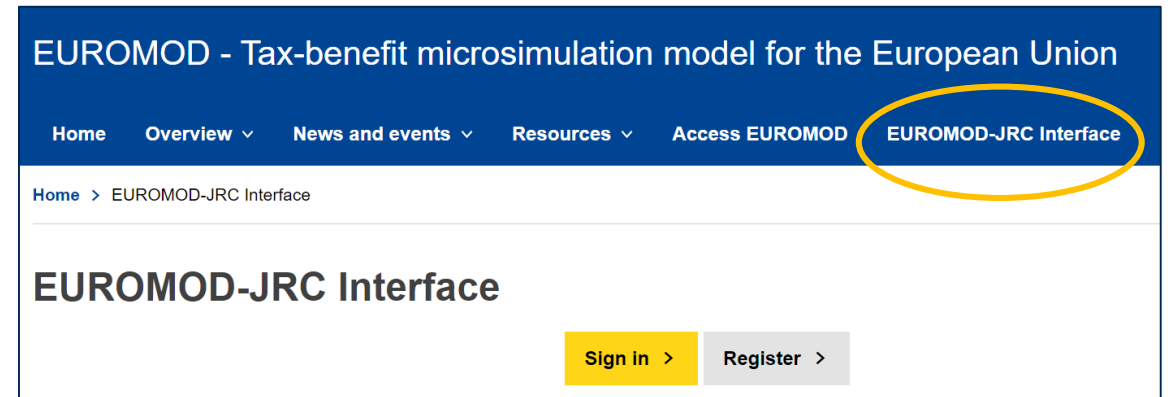 EUROMOD - Tax-benefit microsimulation model for the European Union
Home Overview News and events Resources Access EUROMOD EUROMOD-JRC Interface
Home > EUROMOD-JRC Interface
EUROMOD-JRC Interface
Sign in > Register >